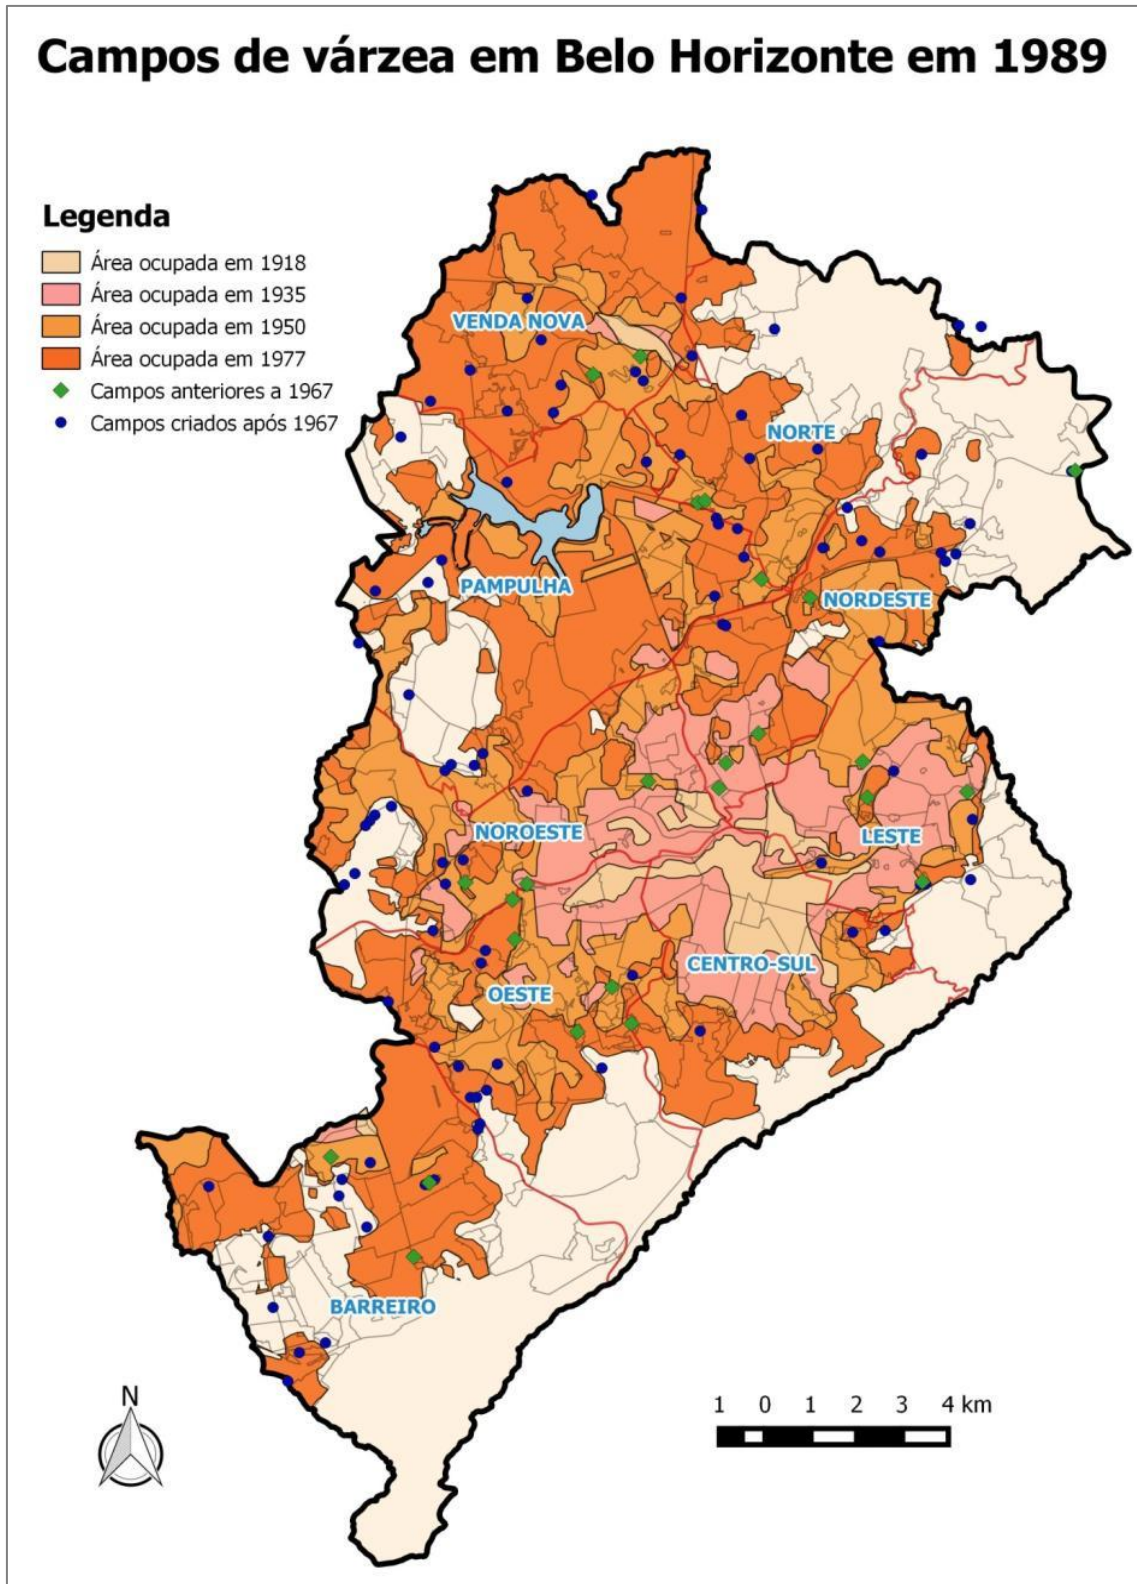 Campos de várzea em Belo Horizonte em 1989
Legenda
Área ocupada em 1918
Área ocupada em 1935
Área ocupada em 1950
Área ocupada em 1977
Campos anteriores a 1967
Campos criados após 1967
VENDA NOVA
NORTE
PAMPULHA
NORDESTE
NOROESTE
LESTE
CENTRO-SUL
OESTE
BARREIRO
N
1 0 1 2 3 4 km